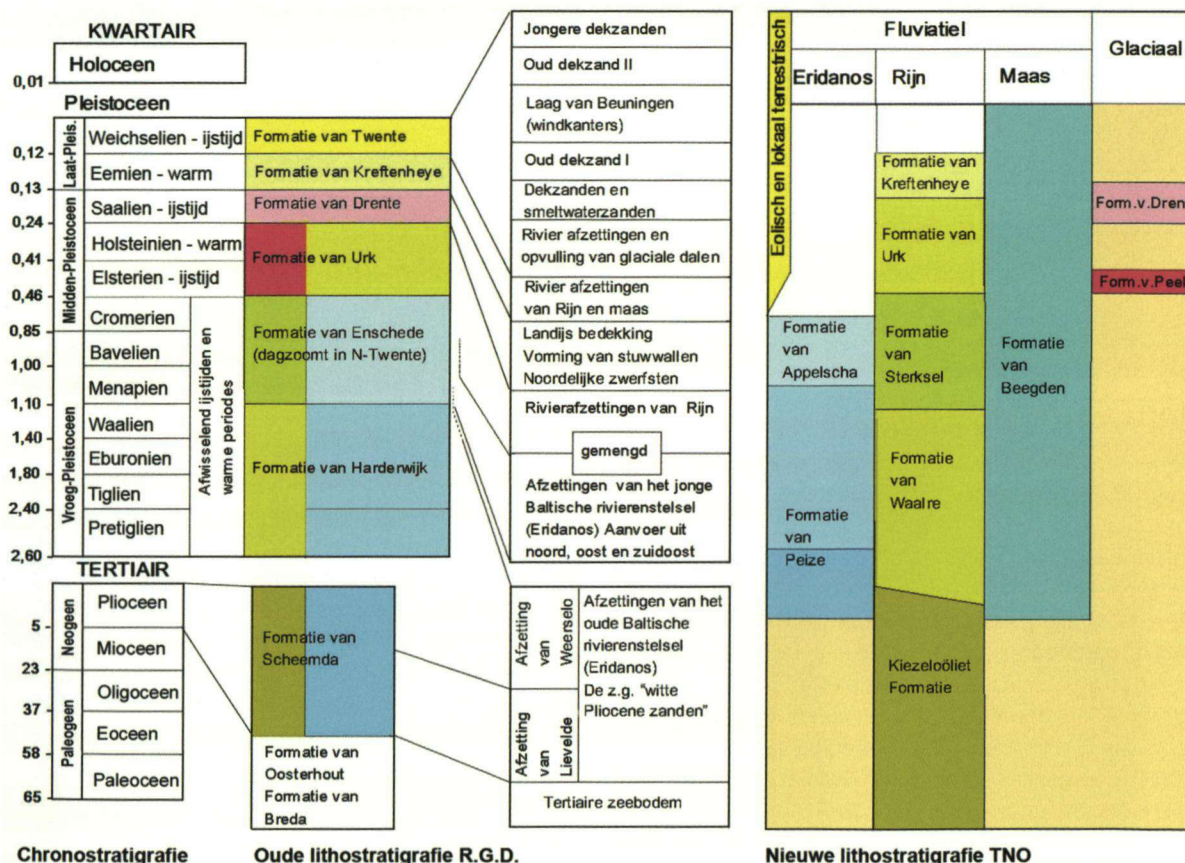 KWARTAIR
Holoceen
0,01
Pleistoceen
Laat-Pleis.
Weichselien - ijstijd
Formatie van Twente
0,12
Eemien - warm
Formatie van Kreftenheye
0,13
Midden-Pleistoceen
Saalien - ijstijd
Formatie van Drente
0,24
Holsteinien - warm
Formatie van Urk
0,41
Elsterien - ijstijd
0,46
Cromerien
Afwisselend ijstijden en
warme periodes
Formatie van Enschede
(dagzoomt in N-Twente)
0,85
Vroeg-Pleistoceen
Bavelien
1,00
Menapien
1,10
Waalien
1,40
Eburonien
Formatie van Harderwijk
1,80
Tiglien
2,40
Pretiglien
2,60
TERTIAIR
Neogeen
Plioceen
5
Mioceen
23
Paleogeen
Oligoceen
37
Eoceen
58
Paleoceen
65
Formatie van
Scheemda
Formatie van
Oosterhout
Formatie van
Breda
Jongere dekzanden
Oud dekzand II
Laag van Beuningen
(windkanters)
Oud dekzand I
Dekzanden en
smeltwaterzanden
Rivier afzettingen en
opvulling van glaciale dalen
Rivier afzettingen
van Rijn en maas
Landijs bedekking
Vorming van stuwwallen
Noordelijke zwerfsten
Rivierafzettingen van Rijn
gemengd
Afzettingen van het jonge
Baltische rivierenstelsel
(Eridanos) Aanvoer uit
noord, oost en zuidoost
Afzetting
van
Weerselo
Afzetting
van
Lievelde
Afzettingen van het
oude Baltische
rivierenstelsel
(Eridanos)
De z.g. "witte
Pliocene zanden"
Tertiaire zeebodem
Eolisch en lokaal terrestrisch
Fluviatiel
Glaciaal
Eridanos
Rijn
Maas
Formatie van
Kreftenheye
Form.v.Dren
Formatie van
Urk
Form.v.Peel
Formatie
van
Appelscha
Formatie
van
Sterksel
Formatie
van
Beegden
Formatie
van
Waalre
Formatie
van
Peize
Kiezeloöliet
Formatie
Chronostratigrafie
Oude lithostratigrafie R.G.D.
Nieuwe lithostratigrafie TNO